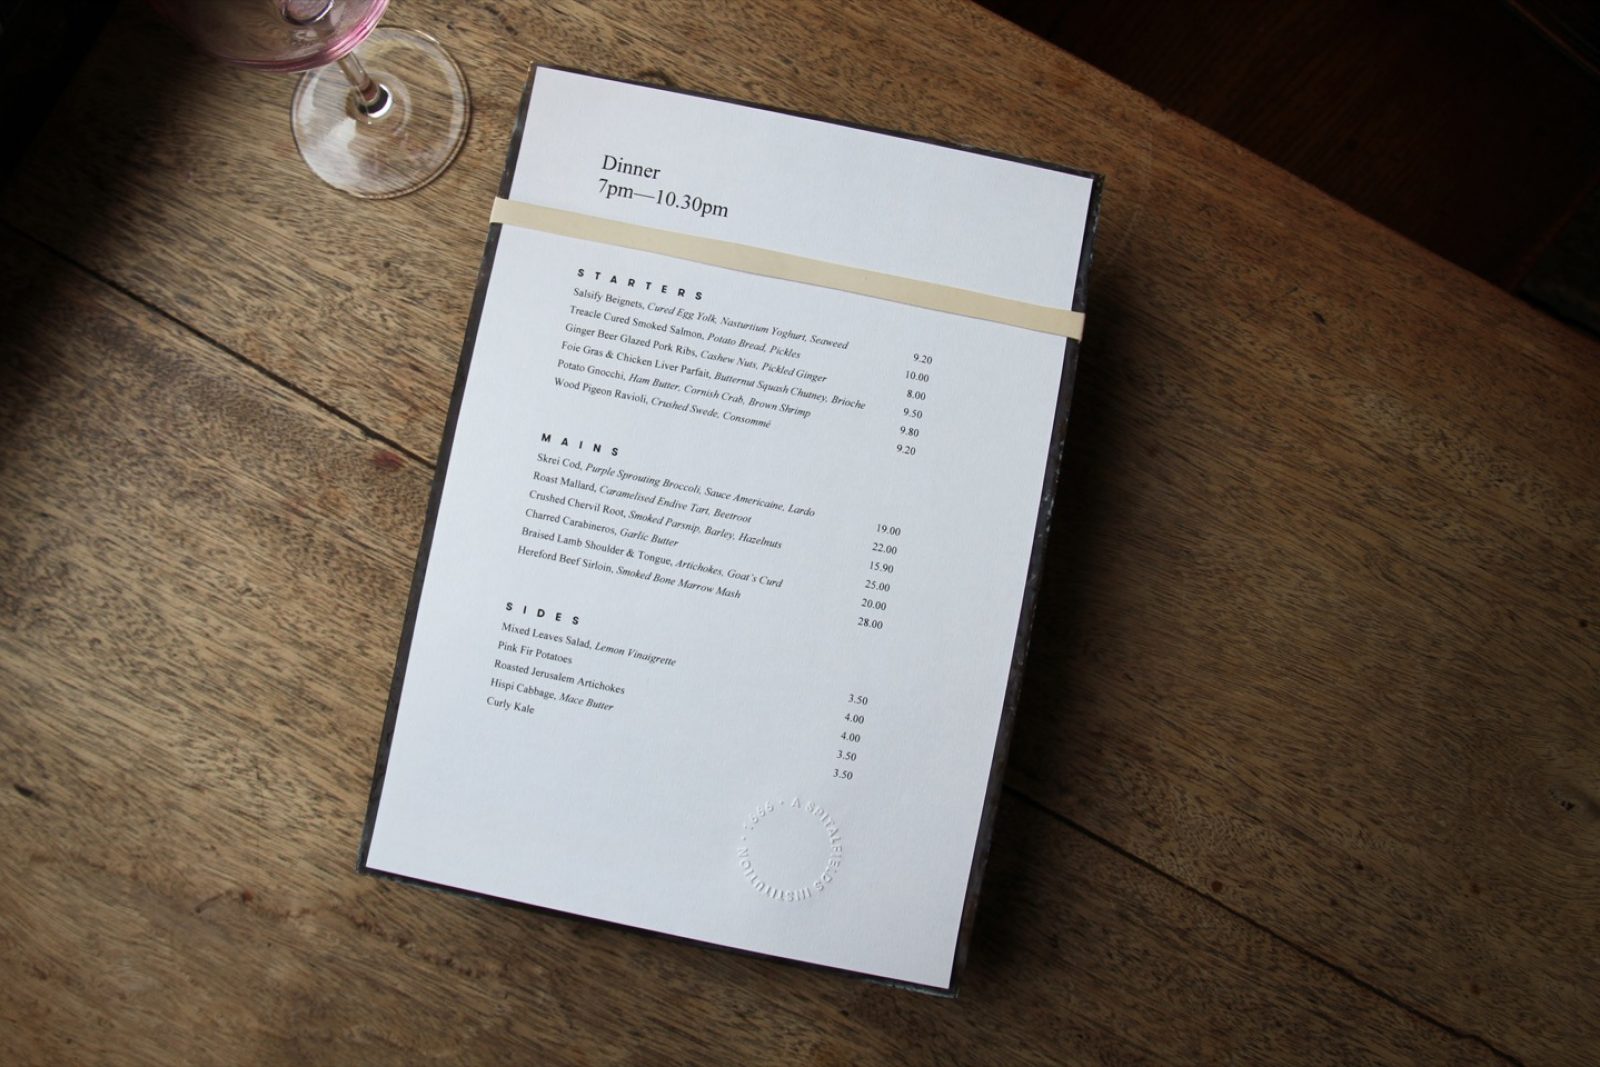 Dinner
7pm—10.30pm
STARTERS
Salsify Beignets, Cured Egg Yolk, Nasturtium Yoghurt, Seaweed 9.20
Treacle Cured Smoked Salmon, Potato Bread, Pickles 10.00
Ginger Beer Glazed Pork Ribs, Cashew Nuts, Pickled Ginger 8.00
Foie Gras & Chicken Liver Parfait, Butternut Squash Chutney, Brioche 9.50
Potato Gnocchi, Ham Butter, Cornish Crab, Brown Shrimp 9.80
Wood Pigeon Ravioli, Crushed Swede, Consommé 9.20
MAINS
Skrei Cod, Purple Sprouting Broccoli, Sauce Americaine, Lardo 19.00
Roast Mallard, Caramelised Endive Tart, Beetroot 22.00
Crushed Chervil Root, Smoked Parsnip, Barley, Hazelnuts 15.90
Charred Carabineros, Garlic Butter 25.00
Braised Lamb Shoulder & Tongue, Artichokes, Goat's Curd 20.00
Hereford Beef Sirloin, Smoked Bone Marrow Mash 28.00
SIDES
Mixed Leaves Salad, Lemon Vinaigrette 3.50
Pink Fir Potatoes 4.00
Roasted Jerusalem Artichokes 4.00
Hispi Cabbage, Mace Butter 3.50
Curly Kale 3.50
1666 · A SPITALFIELDS INSTITUTION ·